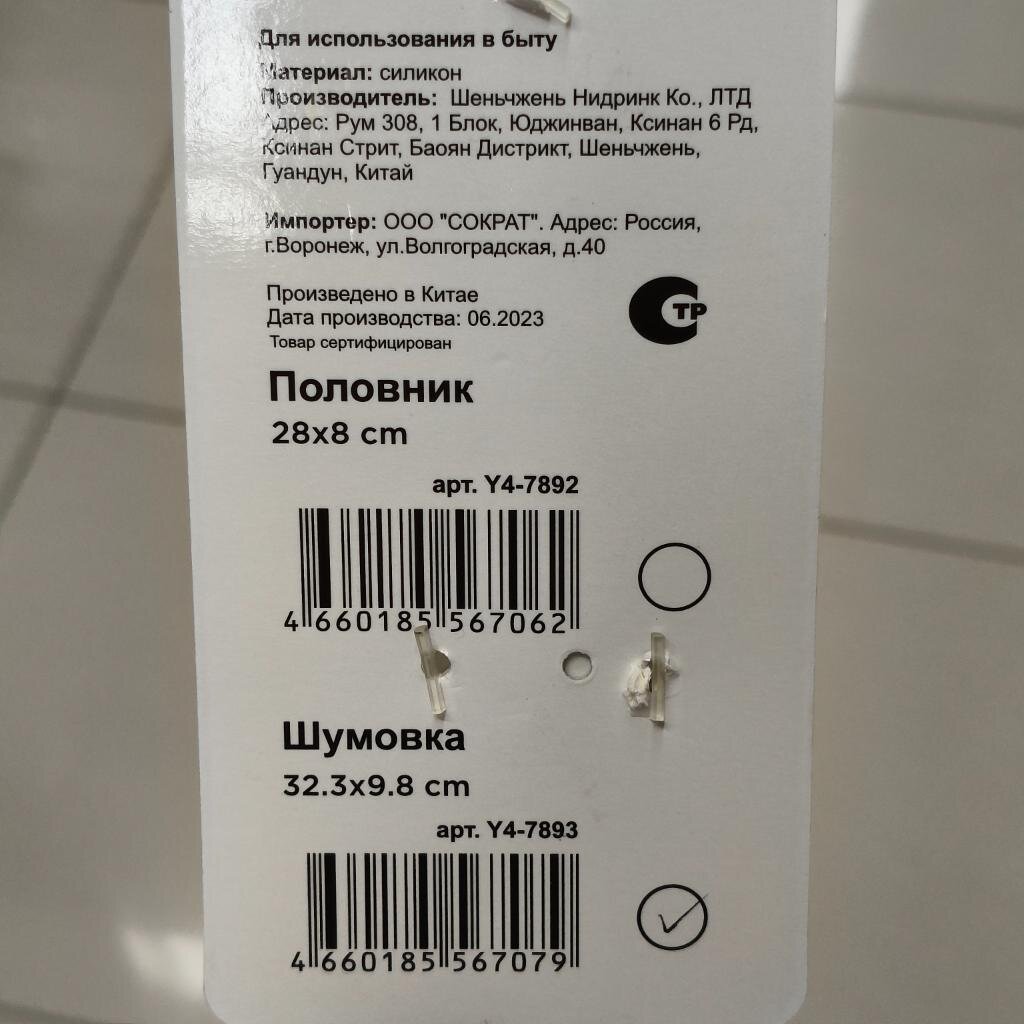 Для использования в быту
Материал: силикон
Производитель: Шеньчжень Нидринк Ко., ЛТД
Адрес: Рум 308, 1 Блок, Юджинван, Ксинан 6 Рд,
Ксинан Стрит, Баоян Дистрикт, Шеньчжень,
Гуандун, Китай
Импортер: ООО "СОКРАТ". Адрес: Россия,
г.Воронеж, ул.Волгоградская, д.40
Произведено в Китае
Дата производства: 06.2023
Товар сертифицирован
СТР
Половник
28x8 cm
арт. Y4-7892
4 660185 567062
Шумовка
32.3x9.8 cm
арт. Y4-7893
4 660185 567079